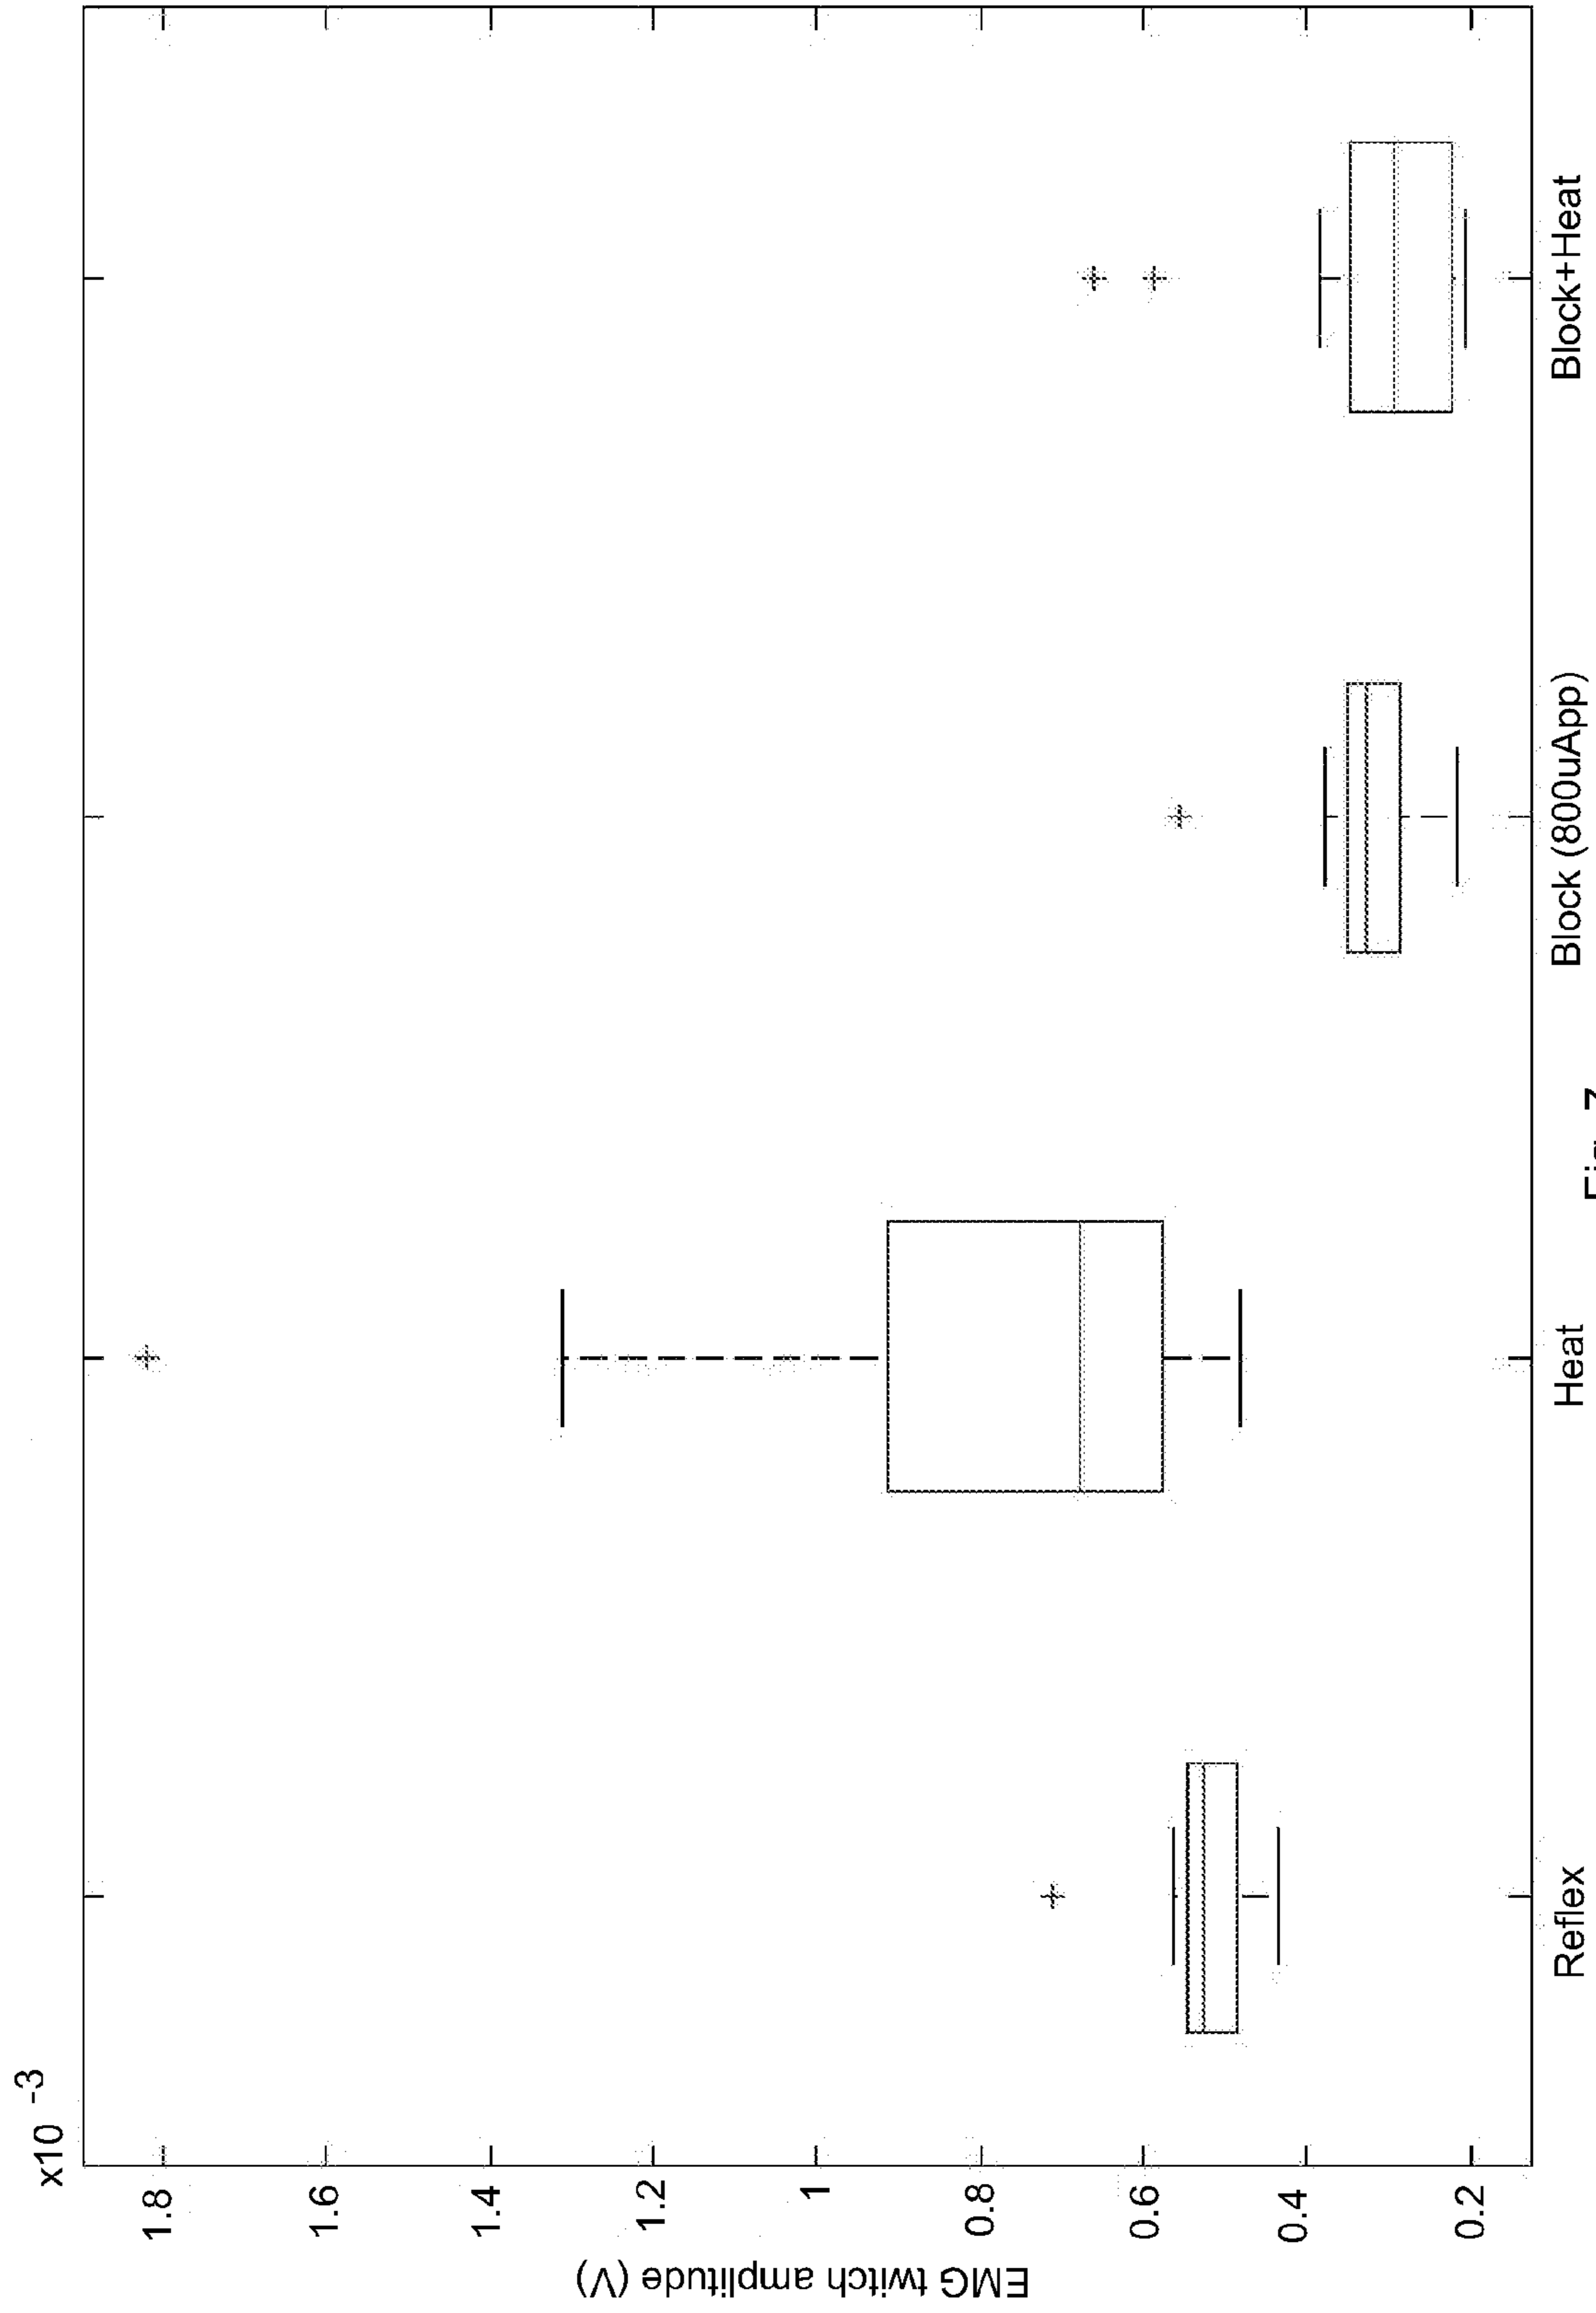 x10 -3
1.8
1.6
1.4
1.2
1
0.8
0.6
0.4
0.2
EMG twitch amplitude (V)
Reflex
Heat
Block (800uApp)
Block+Heat